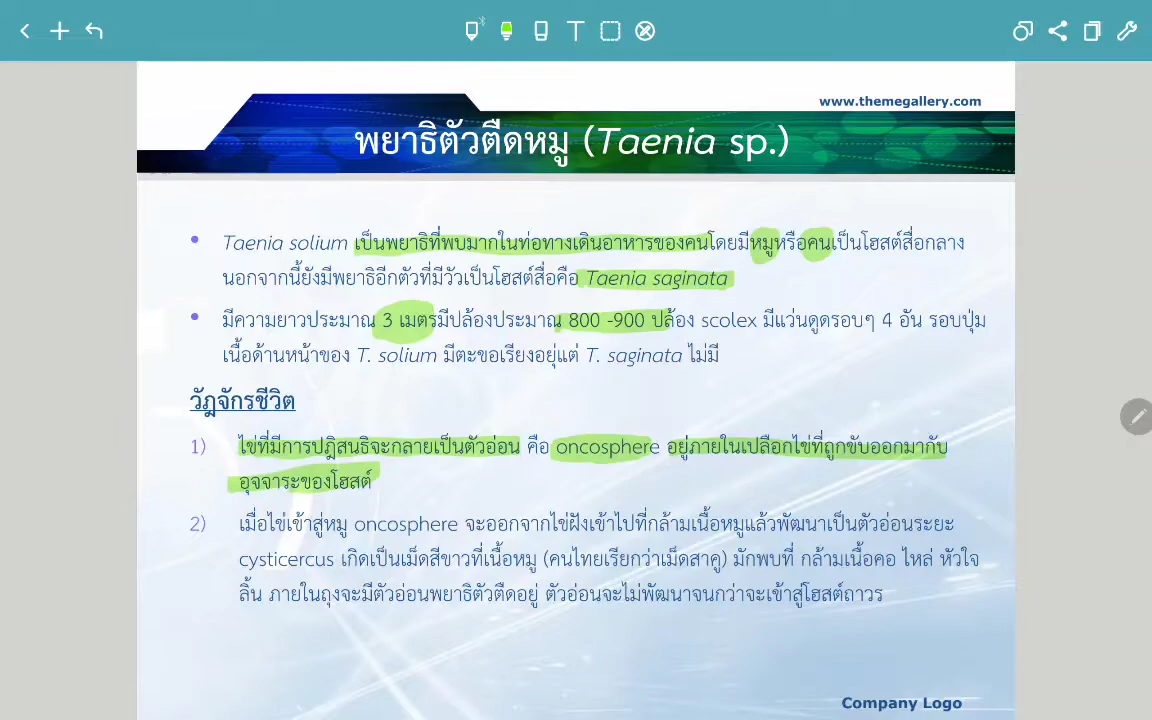 www.themegallery.com
พยาธิตัวตืดหมู (Taenia sp.)
• Taenia solium เป็นพยาธิที่พบมากในท่อทางเดินอาหารของคนโดยมีหมูหรือคนเป็นโฮสต์สื่อกลาง
นอกจากนี้ยังมีพยาธิอีกตัวที่มีวัวเป็นโฮสต์สื่อคือ Taenia saginata
• มีความยาวประมาณ 3 เมตรมีปล้องประมาณ 800 -900 ปล้อง scolex มีแว่นดูดรอบๆ 4 อัน รอบปุ่ม
เนื้อด้านหน้าของ T. solium มีตะขอเรียงอยู่แต่ T. saginata ไม่มี
วัฎจักรชีวิต
1) ไข่ที่มีการปฎิสนธิจะกลายเป็นตัวอ่อน คือ oncosphere อยู่ภายในเปลือกไข่ที่ถูกขับออกมากับ
อุจจาระของโฮสต์
2) เมื่อไข่เข้าสู่หมู oncosphere จะออกจากไข่ฝังเข้าไปที่กล้ามเนื้อหมูแล้วพัฒนาเป็นตัวอ่อนระยะ
cysticercus เกิดเป็นเม็ดสีขาวที่เนื้อหมู (คนไทยเรียกว่าเม็ดสาคู) มักพบที่ กล้ามเนื้อคอ ไหล่ หัวใจ
ลิ้น ภายในถุงจะมีตัวอ่อนพยาธิตัวตืดอยู่ ตัวอ่อนจะไม่พัฒนาจนกว่าจะเข้าสู่โฮสต์ถาวร
Company Logo